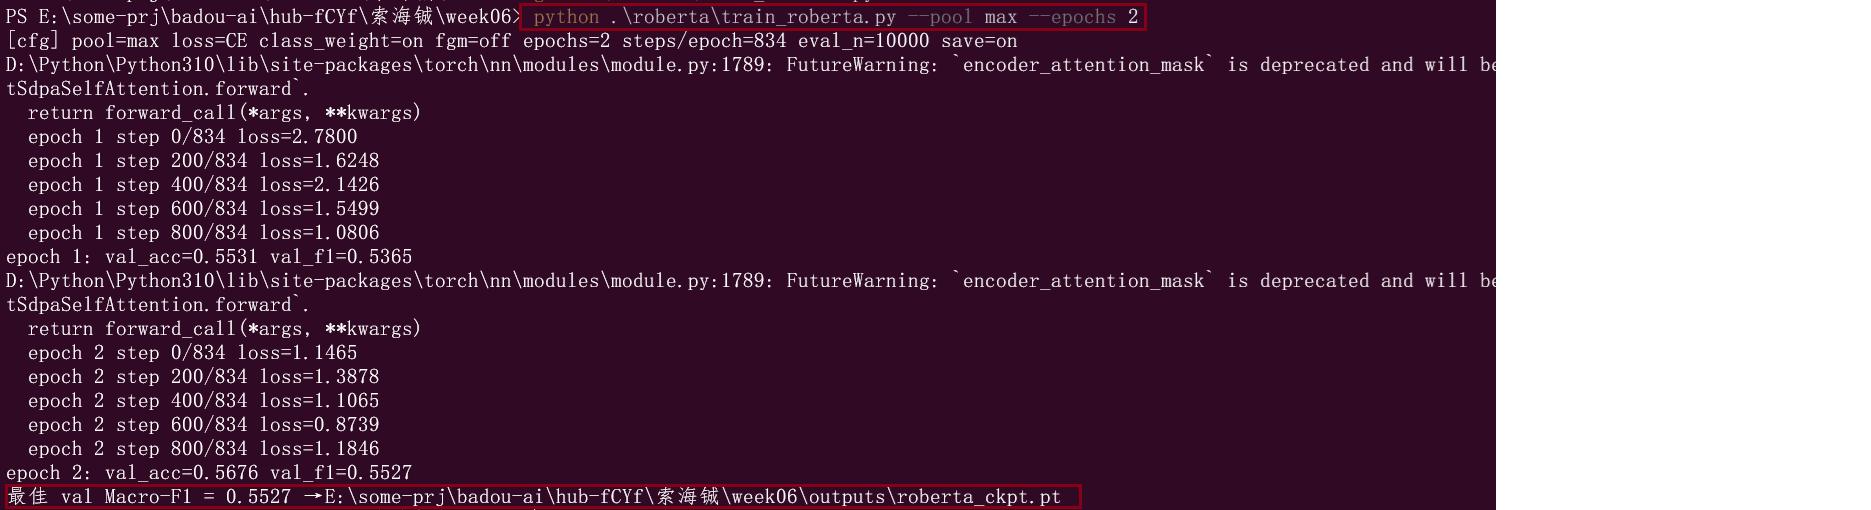 PS E:\some-prj\badou-ai\hub-fCYf\索海铖\week06> python .\roberta\train_roberta.py --pool max --epochs 2
[cfg] pool=max loss=CE class_weight=on fgm=off epochs=2 steps/epoch=834 eval_n=10000 save=on
D:\Python\Python310\lib\site-packages\torch\nn\modules\module.py:1789: FutureWarning: `encoder_attention_mask` is deprecated and will be
tSdpaSelfAttention.forward`.
  return forward_call(*args, **kwargs)
  epoch 1 step 0/834 loss=2.7800
  epoch 1 step 200/834 loss=1.6248
  epoch 1 step 400/834 loss=2.1426
  epoch 1 step 600/834 loss=1.5499
  epoch 1 step 800/834 loss=1.0806
epoch 1: val_acc=0.5531 val_f1=0.5365
D:\Python\Python310\lib\site-packages\torch\nn\modules\module.py:1789: FutureWarning: `encoder_attention_mask` is deprecated and will be
tSdpaSelfAttention.forward`.
  return forward_call(*args, **kwargs)
  epoch 2 step 0/834 loss=1.1465
  epoch 2 step 200/834 loss=1.3878
  epoch 2 step 400/834 loss=1.1065
  epoch 2 step 600/834 loss=0.8739
  epoch 2 step 800/834 loss=1.1846
epoch 2: val_acc=0.5676 val_f1=0.5527
最佳 val Macro-F1 = 0.5527 →E:\some-prj\badou-ai\hub-fCYf\索海铖\week06\outputs\roberta_ckpt.pt